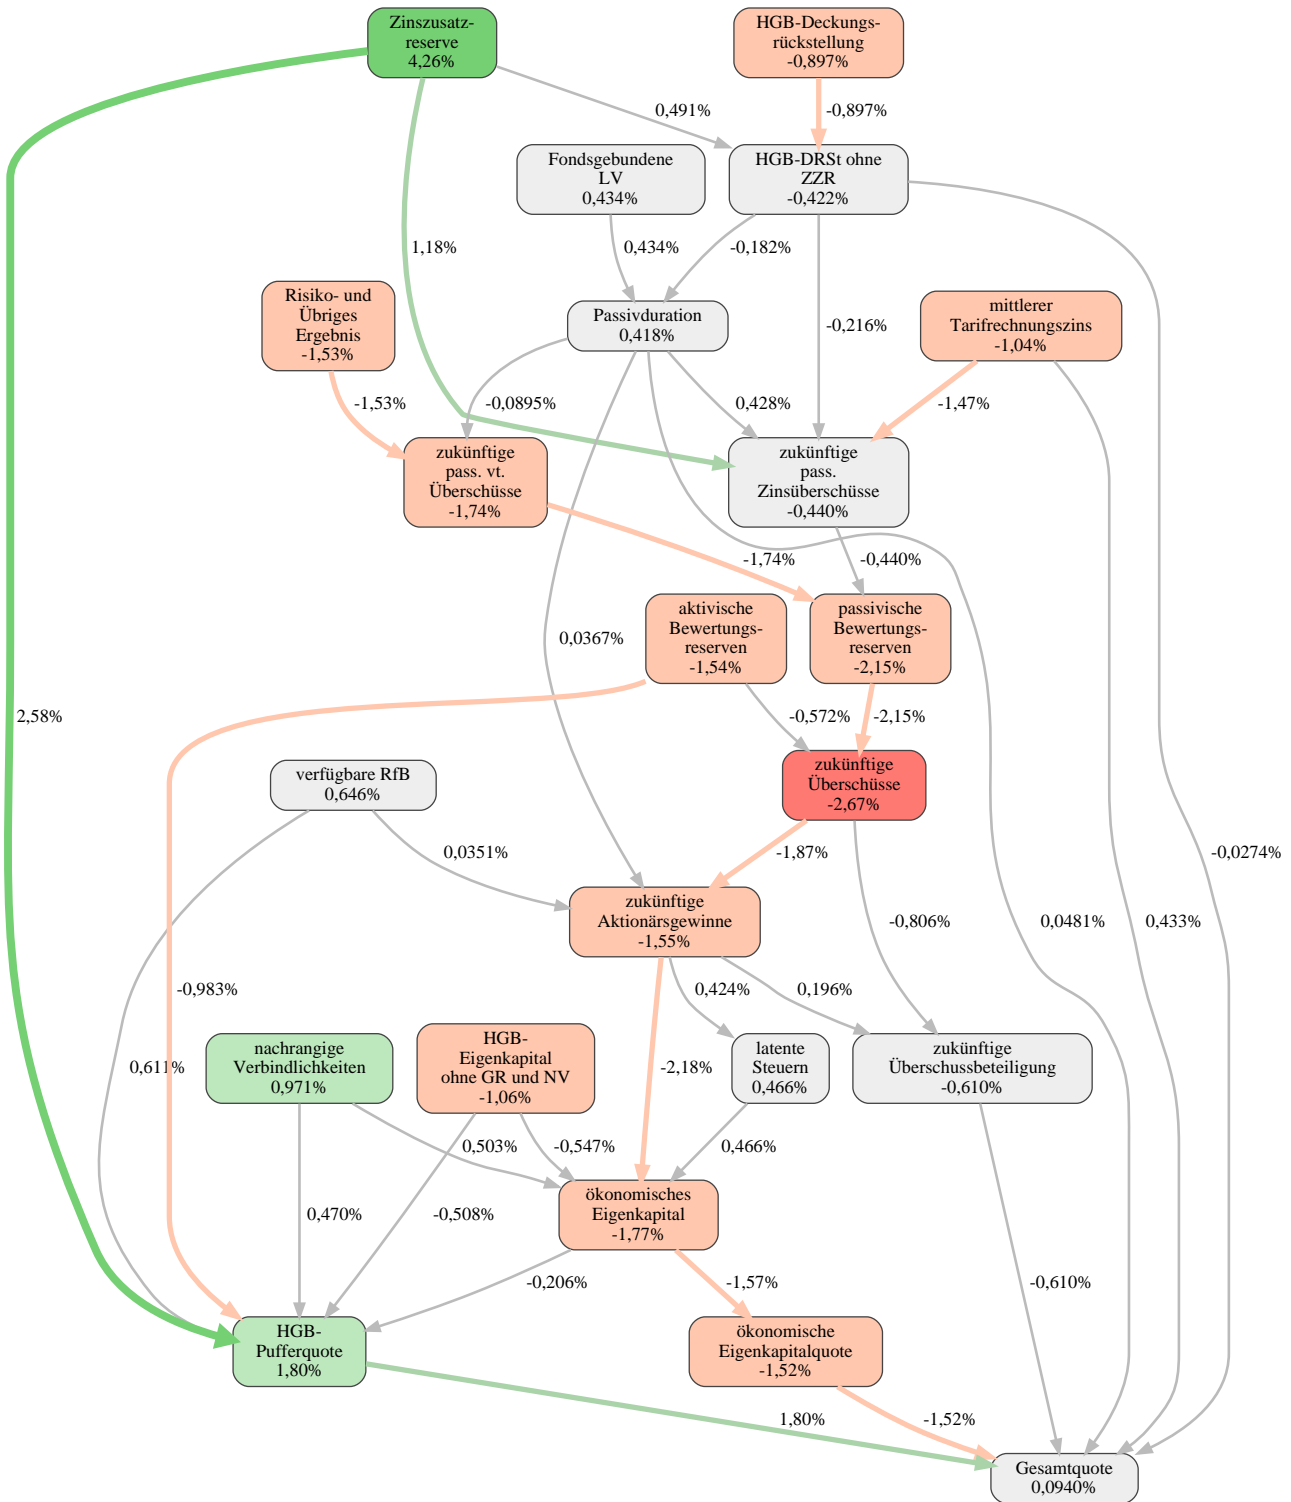 Zinszusatz-
reserve
4,26%
HGB-Deckungs-
rückstellung
-0,897%
0,491%
-0,897%
Fondsgebundene
LV
0,434%
HGB-DRSt ohne
ZZR
-0,422%
1,18%
0,434%
-0,182%
Risiko- und
Übriges
Ergebnis
-1,53%
Passivduration
0,418%
-0,216%
mittlerer
Tarifrechnungszins
-1,04%
-1,53%
-0,0895%
0,428%
-1,47%
zukünftige
pass. vt.
Überschüsse
-1,74%
zukünftige
pass.
Zinsüberschüsse
-0,440%
-1,74%
-0,440%
0,0367%
aktivische
Bewertungs-
reserven
-1,54%
passivische
Bewertungs-
reserven
-2,15%
2,58%
-0,572%
-2,15%
verfügbare RfB
0,646%
zukünftige
Überschüsse
-2,67%
0,0351%
-1,87%
-0,0274%
zukünftige
Aktionärsgewinne
-1,55%
-0,806%
0,0481%
0,433%
-0,983%
0,424%
0,196%
0,611%
nachrangige
Verbindlichkeiten
0,971%
HGB-
Eigenkapital
ohne GR und NV
-1,06%
-2,18%
latente
Steuern
0,466%
zukünftige
Überschussbeteiligung
-0,610%
0,503%
-0,547%
0,466%
0,470%
-0,508%
ökonomisches
Eigenkapital
-1,77%
-0,206%
-1,57%
-0,610%
HGB-
Pufferquote
1,80%
ökonomische
Eigenkapitalquote
-1,52%
1,80%
-1,52%
Gesamtquote
0,0940%